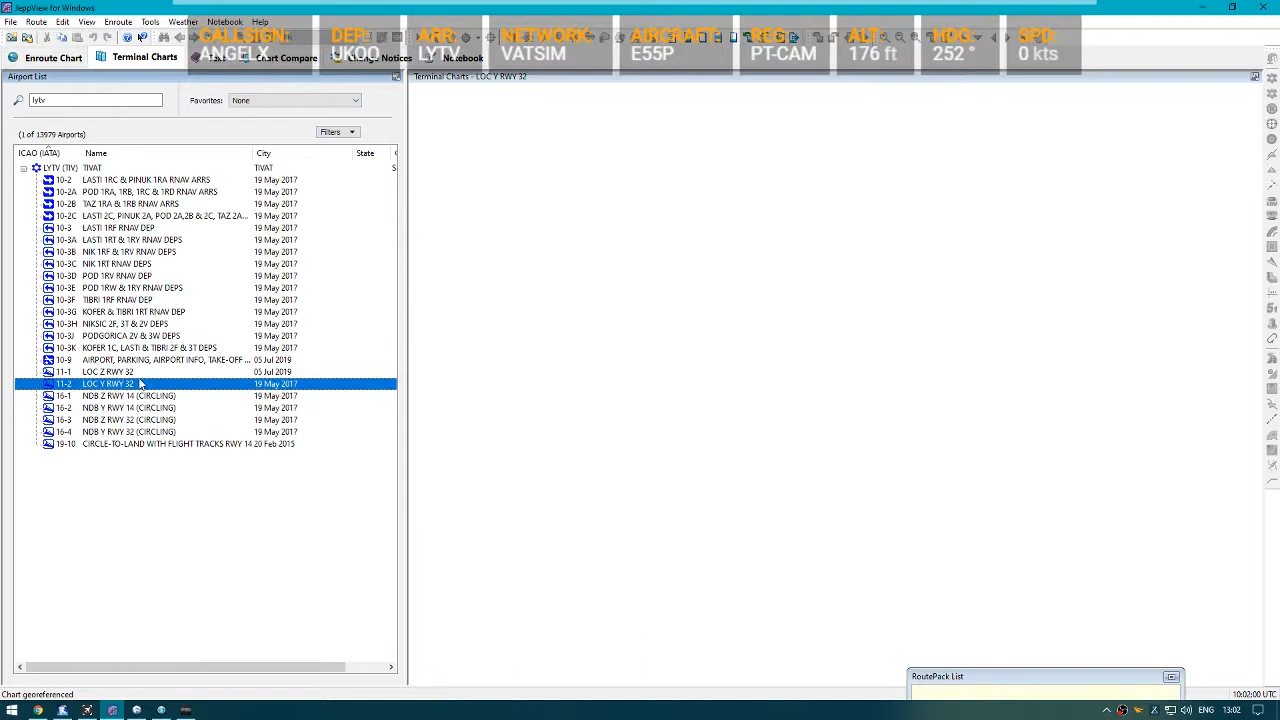 JeppView for Windows
File Edit View Enroute Tools Weather Notebook Help
CALLSIGN: DEP: ARR: NETWORK: AIRCRAFT: REG: ALT: HDG: SPD:
ANGELX UKOO LYTV VATSIM E55P PT-CAM 176 ft 252 ° 0 kts
Enroute Chart Terminal Charts Chart Compare Change Notices Notebook
Airport List
Terminal Charts - LOC Y RWY 32
lytv
Favorites: None
(1 of 13979 Airports)
Filters
ICAO (IATA) Name City State
LYTV (TIV) TIVAT TIVAT S
10-2 LASTI 1RC & PINUK 1RA RNAV ARRS 19 May 2017
10-2A POD 1RA, 1RB, 1RC & 1RD RNAV ARRS 19 May 2017
10-2B TAZ 1RA & 1RB RNAV ARRS 19 May 2017
10-2C LASTI 2C, PINUK 2A, POD 2A,2B & 2C, TAZ 2A... 19 May 2017
10-3 LASTI 1RF RNAV DEP 19 May 2017
10-3A LASTI 1RT & 1RV RNAV DEPS 19 May 2017
10-3B NIK 1RF & 1RV RNAV DEPS 19 May 2017
10-3C NIK 1RT RNAV DEPS 19 May 2017
10-3D POD 1RV RNAV DEP 19 May 2017
10-3E POD 1RW & 1RY RNAV DEPS 19 May 2017
10-3F TIBRI 1RF RNAV DEP 19 May 2017
10-3G KOFER & TIBRI 1RT RNAV DEP 19 May 2017
10-3H NIKSIC 2F, 3T & 2V DEPS 19 May 2017
10-3J PODGORICA 2V & 3W DEPS 19 May 2017
10-3K KOFER 1C, LASTI & TIBRI 2F & 3T DEPS 19 May 2017
10-9 AIRPORT, PARKING, AIRPORT INFO, TAKE-OFF ... 05 Jul 2019
11-1 LOC Z RWY 32 05 Jul 2019
11-2 LOC Y RWY 32 19 May 2017
16-1 NDB Z RWY 14 (CIRCLING) 19 May 2017
16-2 NDB Y RWY 14 (CIRCLING) 19 May 2017
16-3 NDB Z RWY 32 (CIRCLING) 19 May 2017
16-4 NDB Y RWY 32 (CIRCLING) 19 May 2017
19-10 CIRCLE-TO-LAND WITH FLIGHT TRACKS RWY 14 20 Feb 2015
RoutePack List
Chart georeferenced
10:02:00 UTC
ENG 13:02